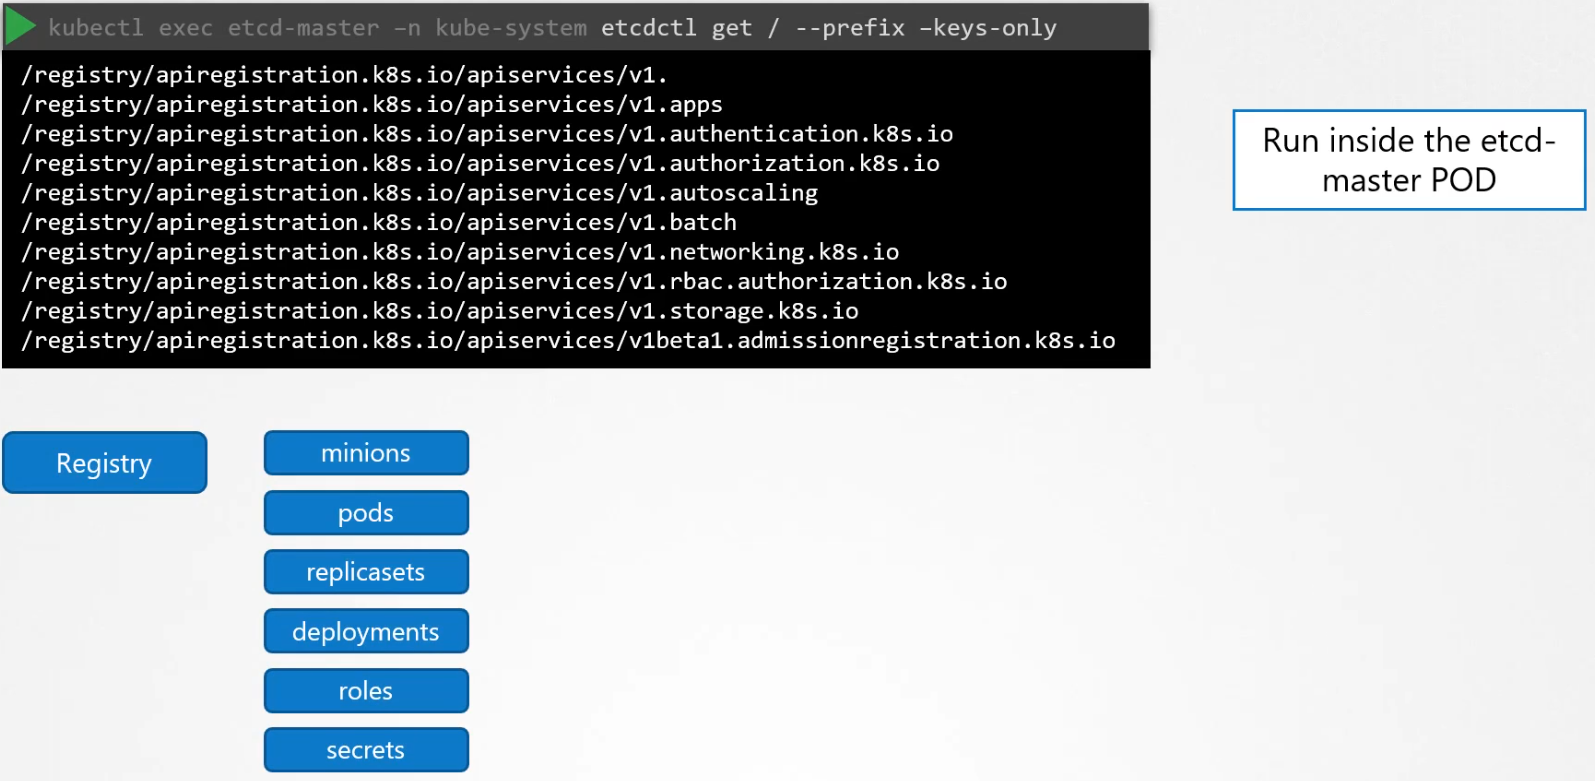 kubectl exec etcd-master –n kube-system etcdctl get / --prefix –keys-only
/registry/apiregistration.k8s.io/apiservices/v1.
/registry/apiregistration.k8s.io/apiservices/v1.apps
/registry/apiregistration.k8s.io/apiservices/v1.authentication.k8s.io
/registry/apiregistration.k8s.io/apiservices/v1.authorization.k8s.io
/registry/apiregistration.k8s.io/apiservices/v1.autoscaling
/registry/apiregistration.k8s.io/apiservices/v1.batch
/registry/apiregistration.k8s.io/apiservices/v1.networking.k8s.io
/registry/apiregistration.k8s.io/apiservices/v1.rbac.authorization.k8s.io
/registry/apiregistration.k8s.io/apiservices/v1.storage.k8s.io
/registry/apiregistration.k8s.io/apiservices/v1beta1.admissionregistration.k8s.io
Run inside the etcd-
master POD
Registry
minions
pods
replicasets
deployments
roles
secrets